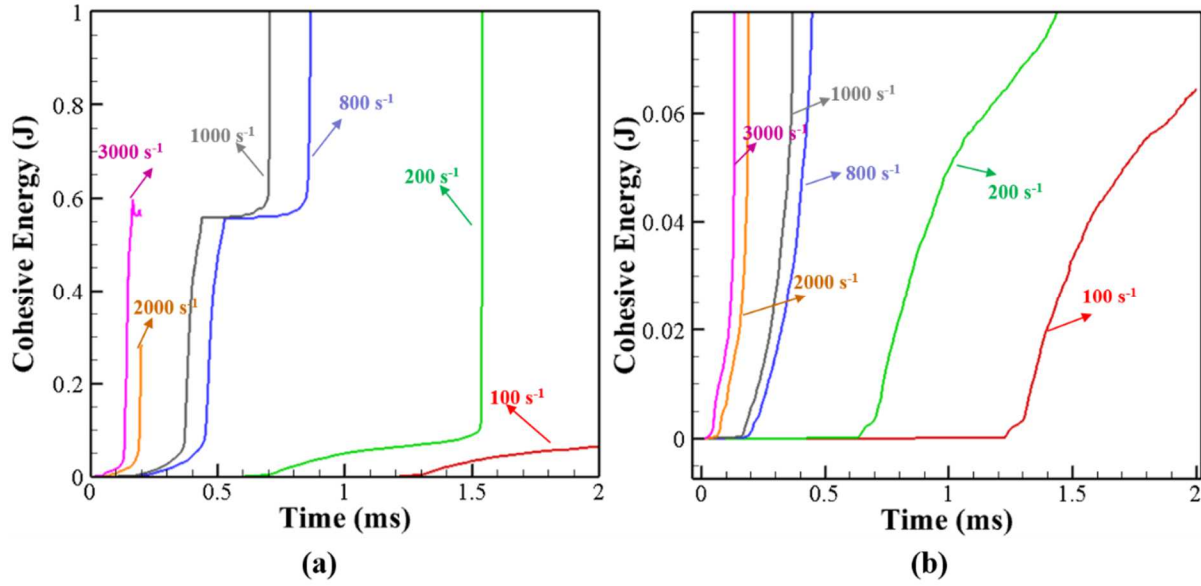 1
0.8
0.6
0.4
0.2
0
Cohesive Energy (J)
3000 s-1
2000 s-1
1000 s-1
800 s-1
200 s-1
100 s-1
0
0.5
1
1.5
2
Time (ms)
(a)
0.06
0.04
0.02
0
Cohesive Energy (J)
1000 s-1
3000 s-1
800 s-1
2000 s-1
200 s-1
100 s-1
0
0.5
1
1.5
2
Time (ms)
(b)